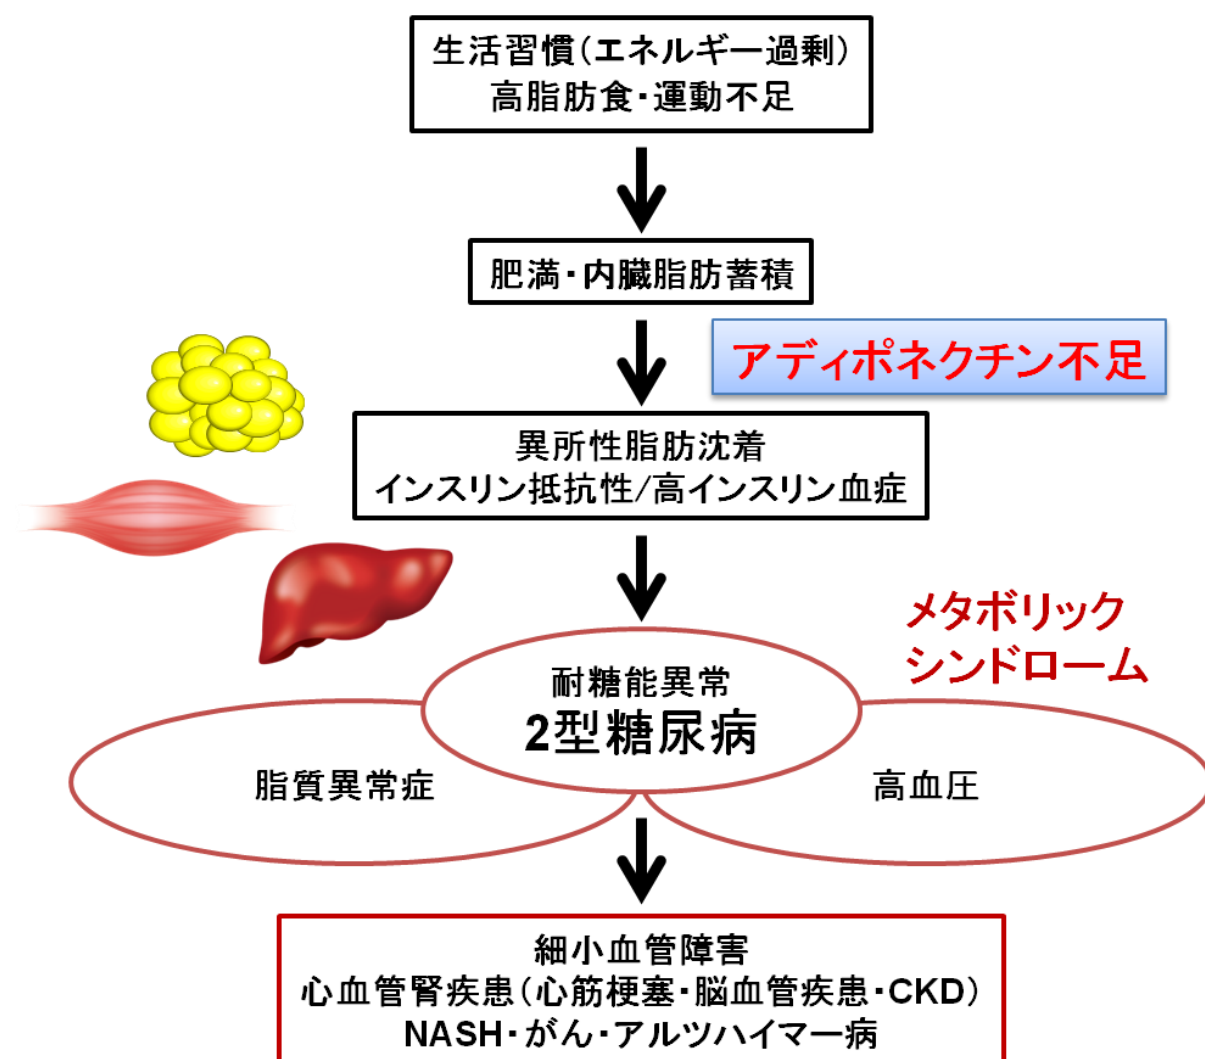 生活習慣(エネルギー過剰)
高脂肪食・運動不足
肥満・内臓脂肪蓄積
アディポネクチン不足
異所性脂肪沈着
インスリン抵抗性/高インスリン血症
メタボリック
シンドローム
耐糖能異常
2型糖尿病
脂質異常症
高血圧
細小血管障害
心血管腎疾患(心筋梗塞・脳血管疾患・CKD)
NASH・がん・アルツハイマー病